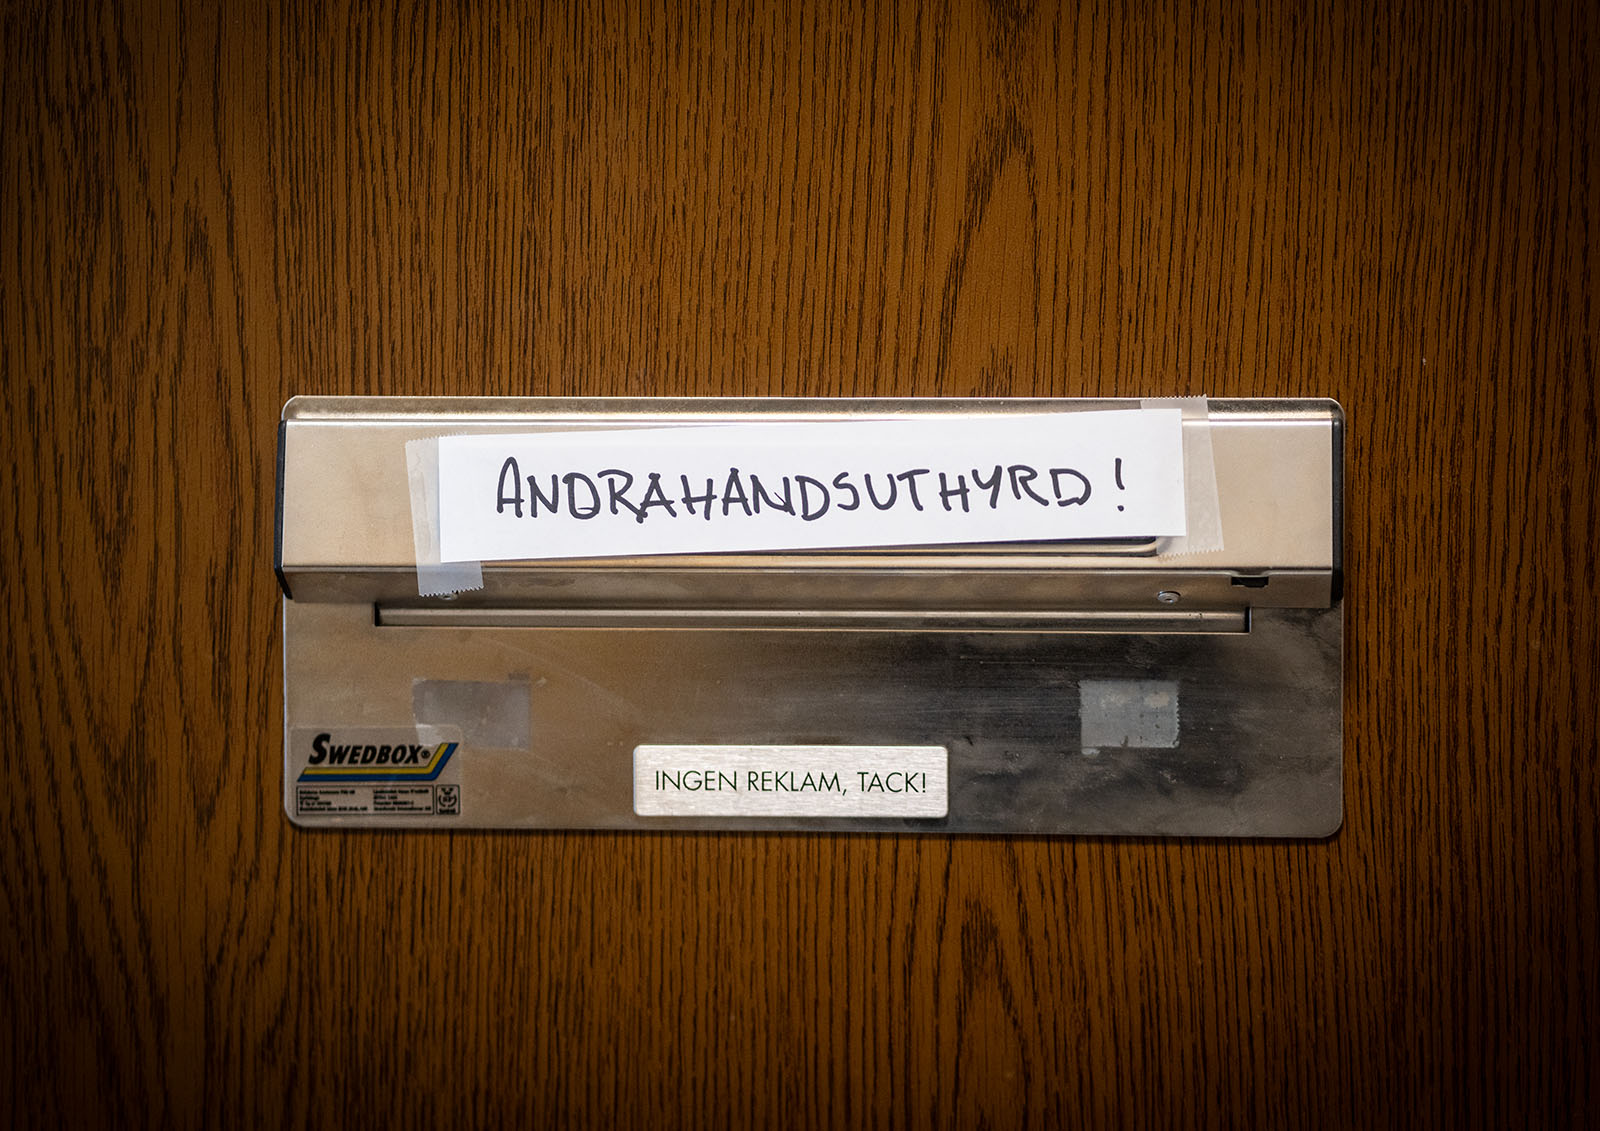 ANDRAHANDSUTHYRD!
INGEN REKLAM, TACK!
SWEDBOX®